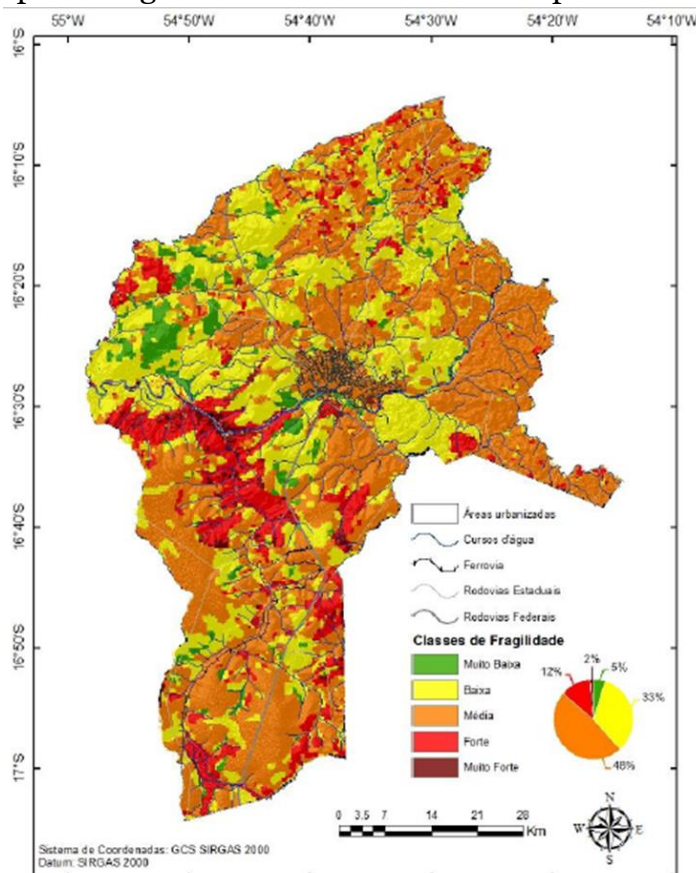 55°W 54°50'W 54°40'W 54°30'W 54°20'W 54°10'W
16°S
16°10'S
16°20'S
16°30'S
16°40'S
16°50'S
17°S
Áreas urbanizadas
Cursos d'água
Ferrovia
Rodovias Estaduais
Rodovias Federais
Classes de Fragilidade
Muito Baixa
Baixa
Média
Forte
Muito Forte
2%
5%
12%
33%
48%
N
W E
S
0 3.5 7 14 21 28
Km
Sistema de Coordenadas: GCS SIRGAS 2000
Datum: SIRGAS 2000